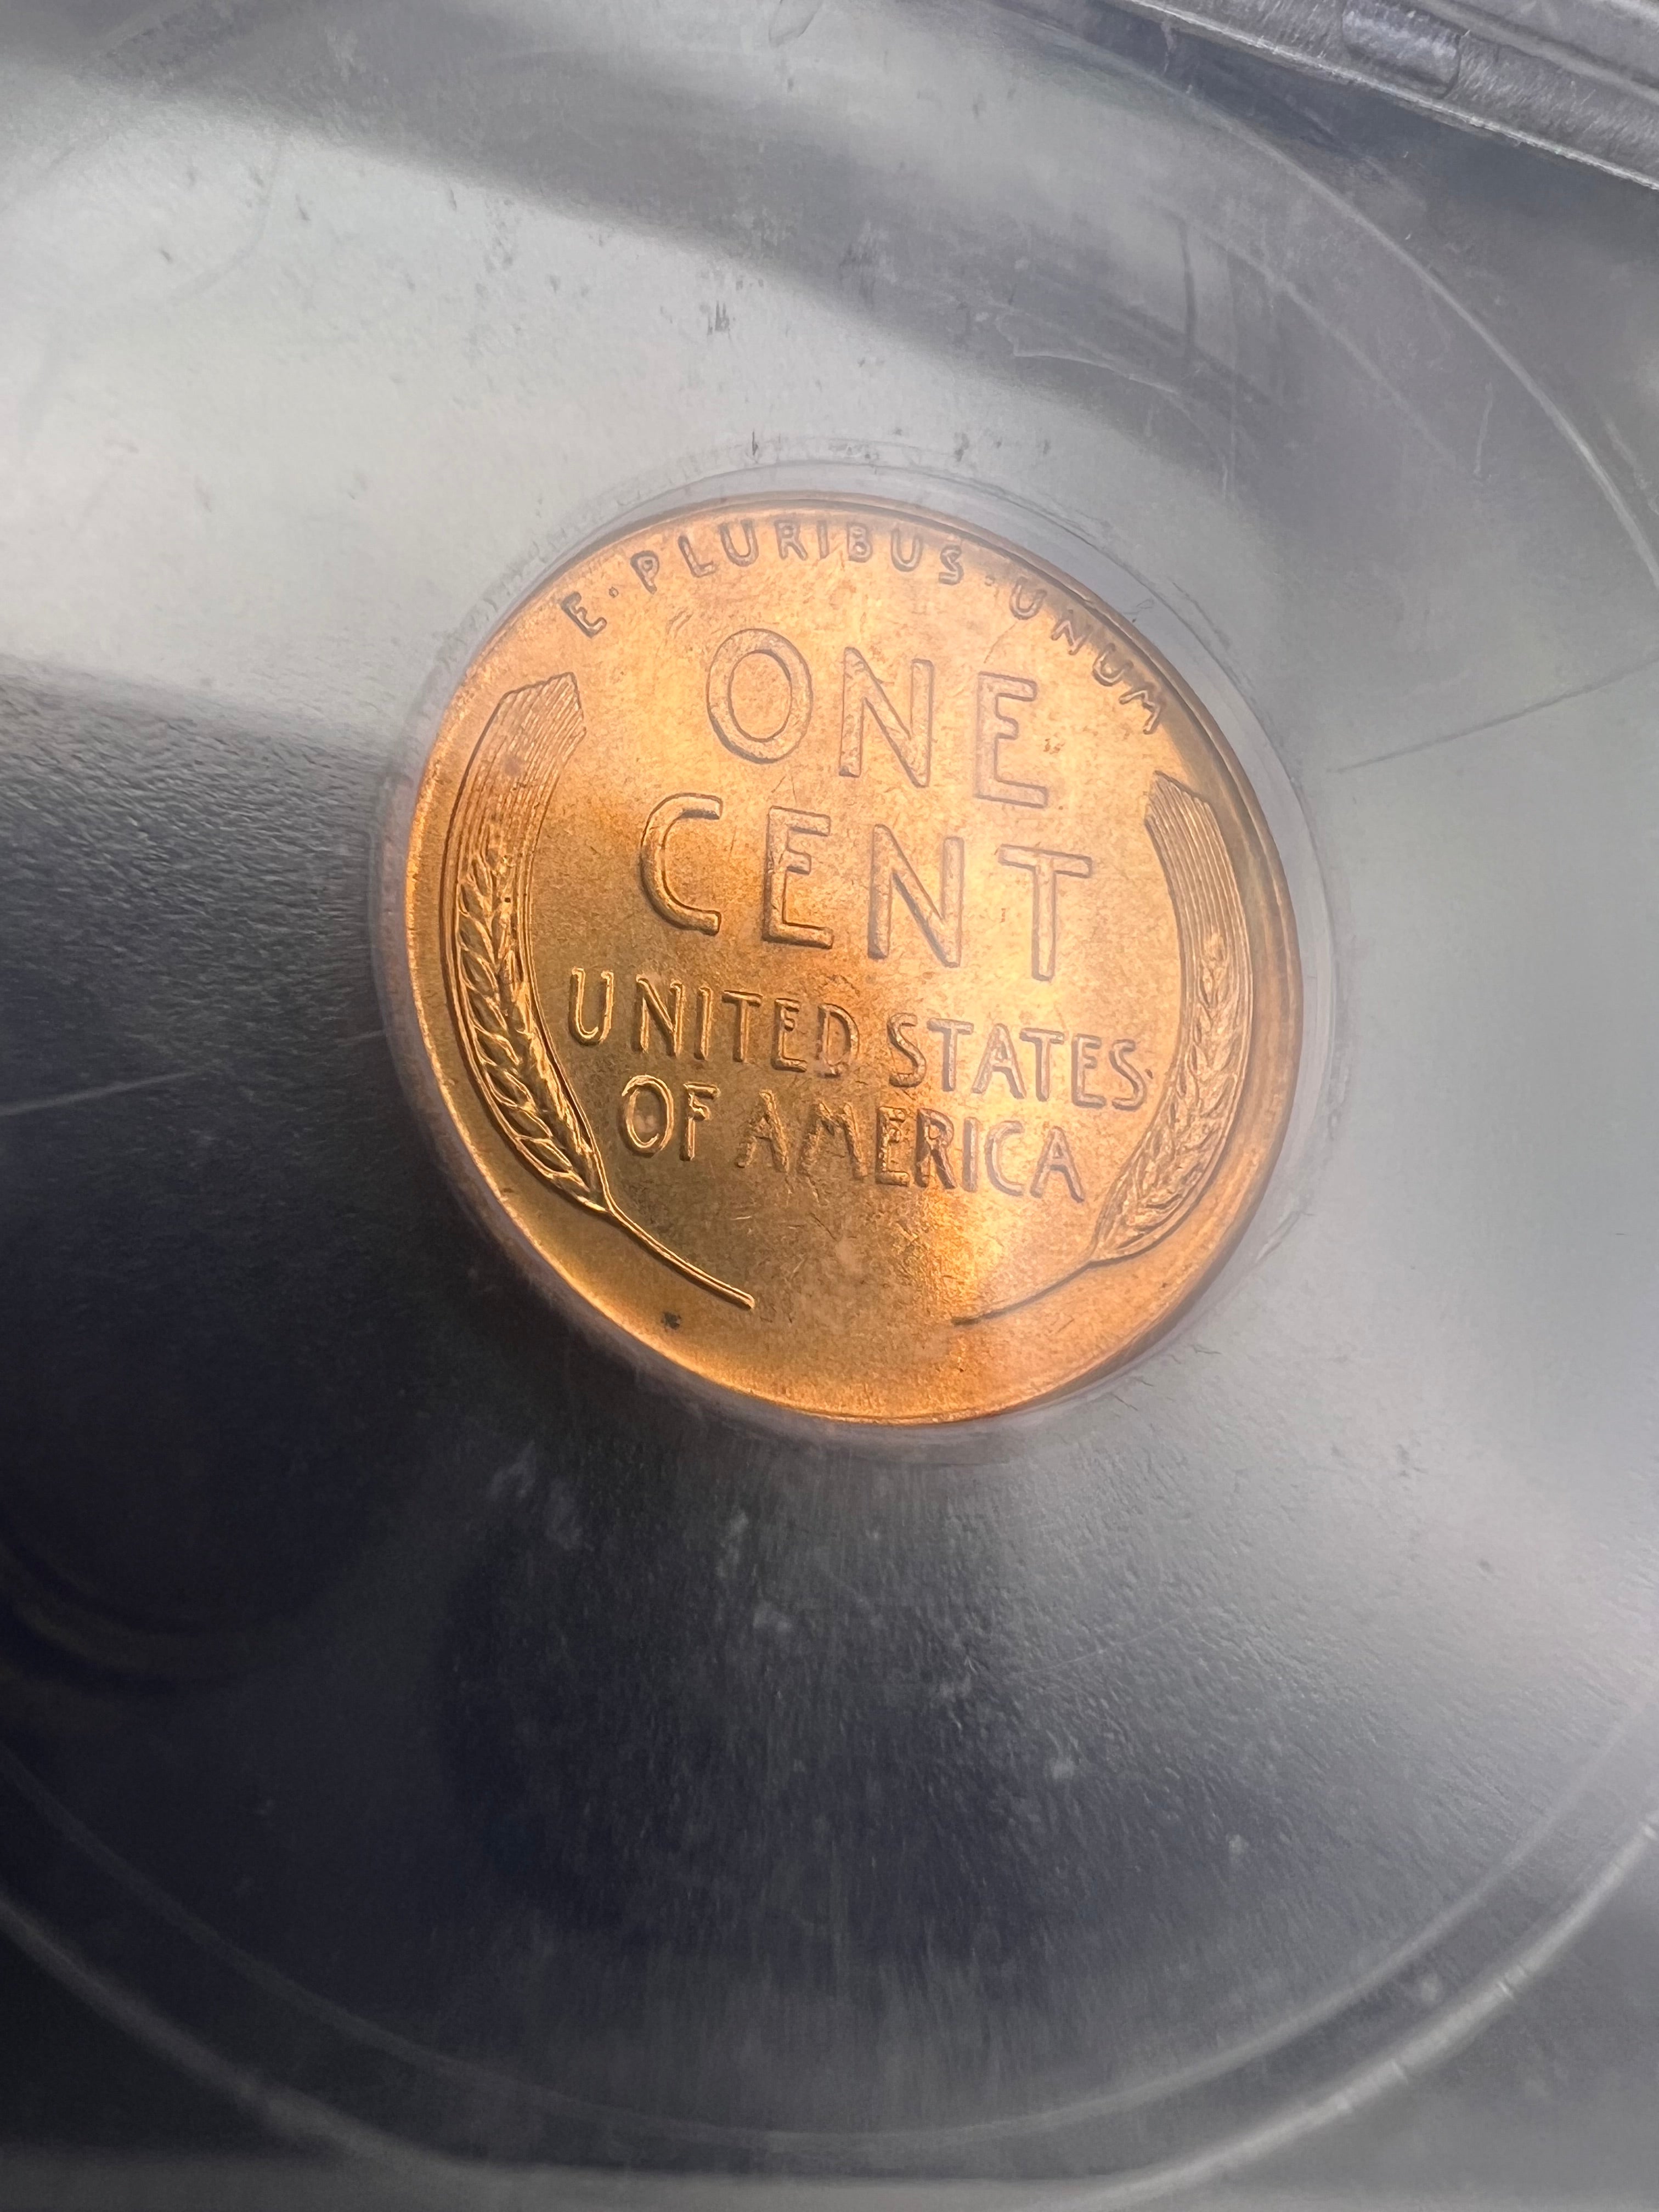 E·PLURIBUS·UNUM
ONE
CENT
UNITED STATES
OF AMERICA